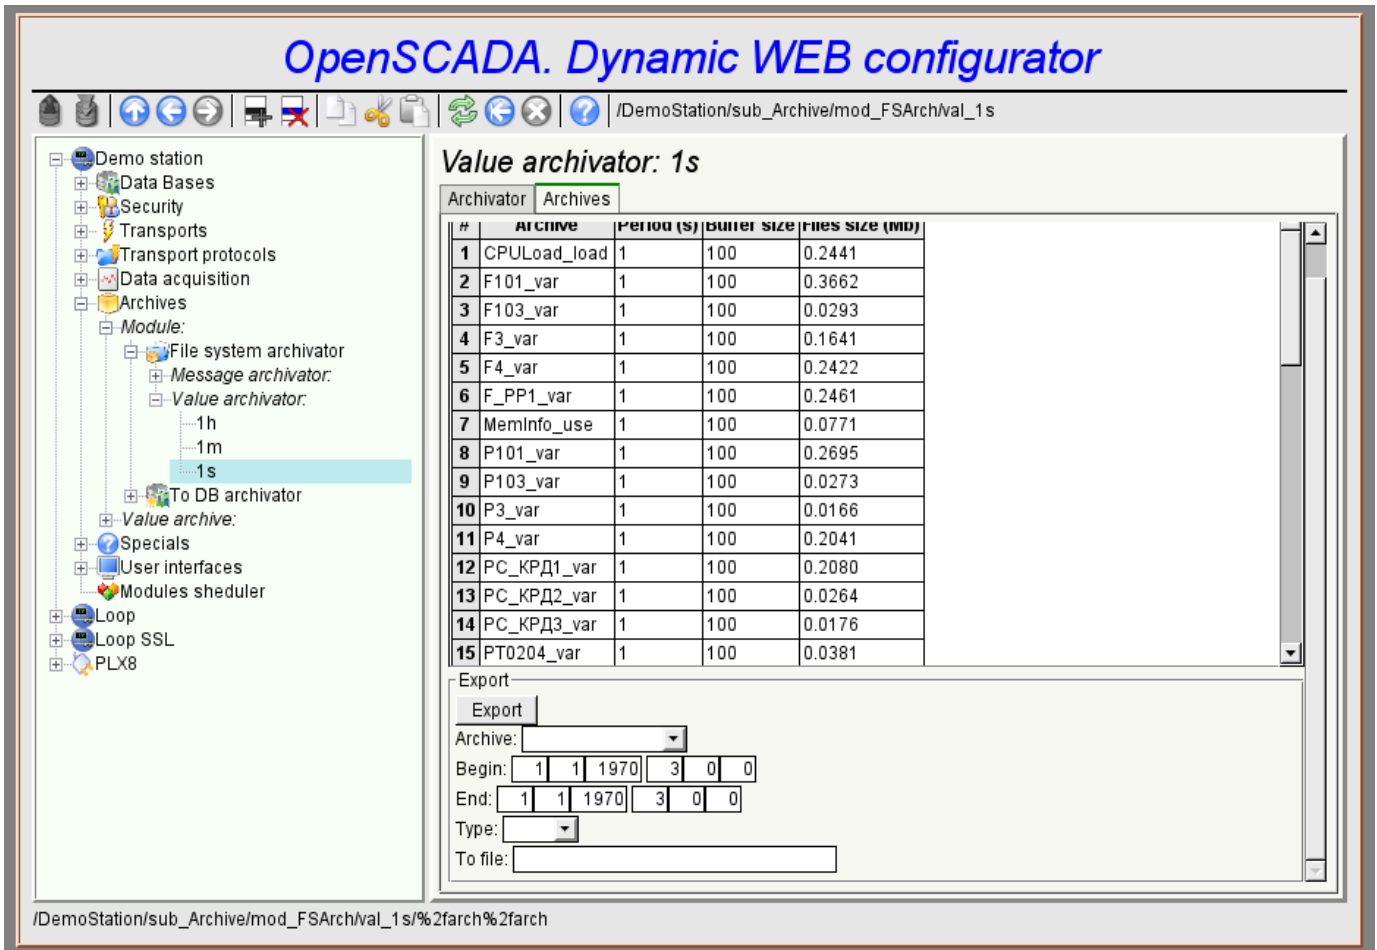 OpenSCADA. Dynamic WEB configurator
/DemoStation/sub_Archive/mod_FSArch/val_1s
Demo station
Data Bases
Security
Transports
Transport protocols
Data acquisition
Archives
Module:
File system archivator
Message archivator:
Value archivator:
1h
1m
1s
To DB archivator
Value archive:
Specials
User interfaces
Modules sheduler
Loop
Loop SSL
PLX8
Value archivator: 1s
Archivator Archives
# Archive Period (s) Buffer size Files size (Mb)
1 CPULoad_load 1 100 0.2441
2 F101_var 1 100 0.3662
3 F103_var 1 100 0.0293
4 F3_var 1 100 0.1641
5 F4_var 1 100 0.2422
6 F_PP1_var 1 100 0.2461
7 MemInfo_use 1 100 0.0771
8 P101_var 1 100 0.2695
9 P103_var 1 100 0.0273
10 P3_var 1 100 0.0166
11 P4_var 1 100 0.2041
12 PC_КРД1_var 1 100 0.2080
13 PC_КРД2_var 1 100 0.0264
14 PC_КРД3_var 1 100 0.0176
15 PT0204_var 1 100 0.0381
Export
Export
Archive:
Begin: 1 1 1970 3 0 0
End: 1 1 1970 3 0 0
Type:
To file:
/DemoStation/sub_Archive/mod_FSArch/val_1s/%2farch%2farch